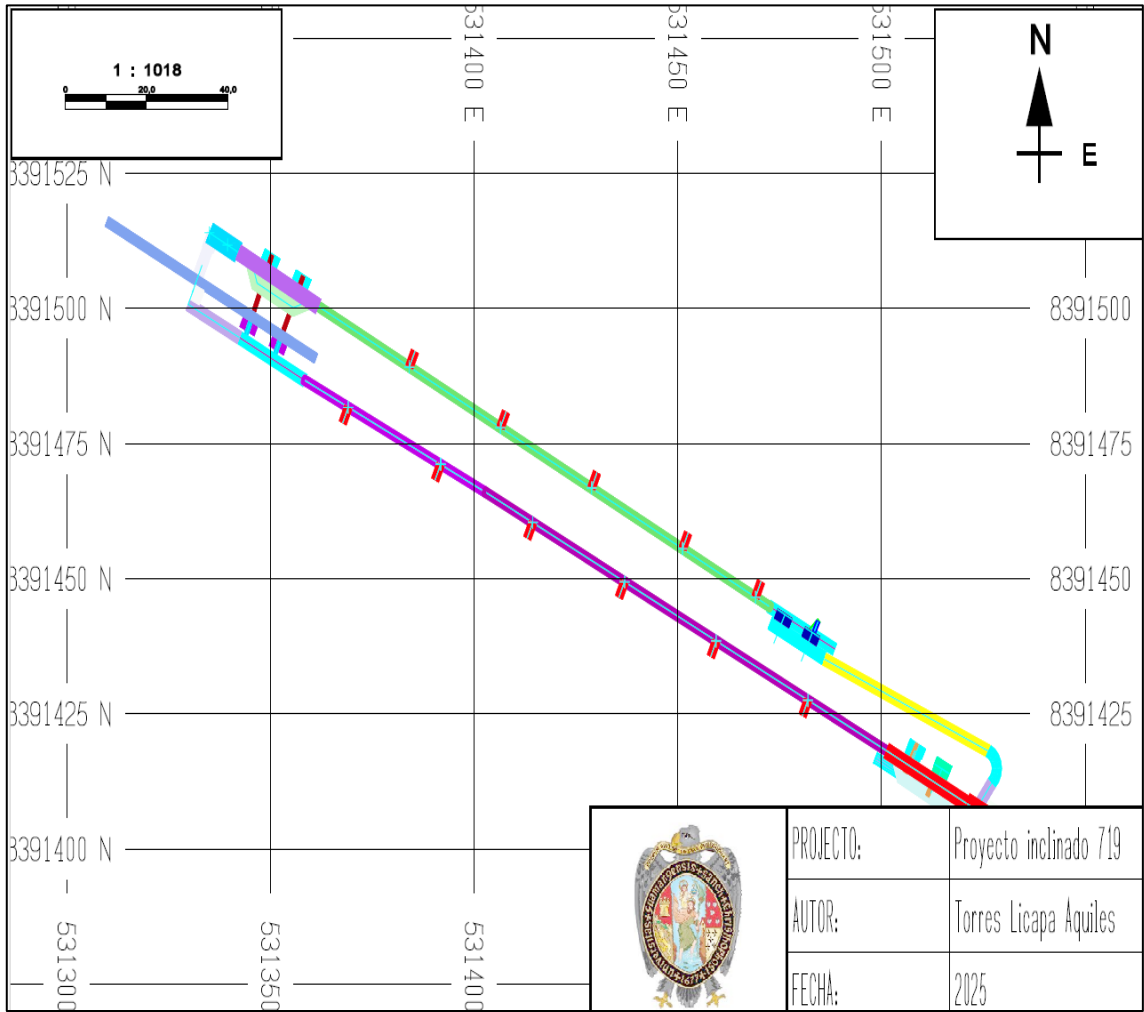 1 : 1018
0 20,0 40,0
531400 E
531450
531500
N
E
8391525 N
8391500 N
8391500
8391475 N
8391475
8391450 N
8391450
8391425 N
8391425
8391400 N
531300
531350
531400
PROJECTO: Proyecto inclinado 719
AUTOR: Torres Licapa Aquiles
FECHA: 2025
1677